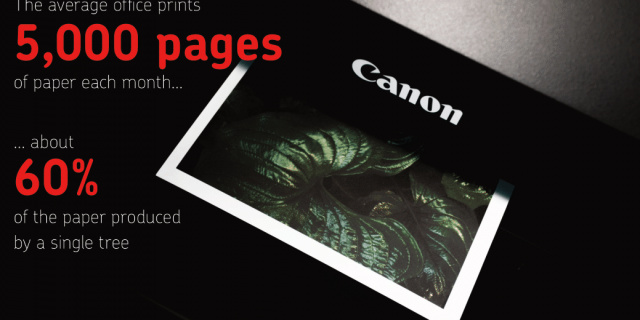 The average office prints
5,000 pages
of paper each month...
... about
60%
of the paper produced
by a single tree
Canon